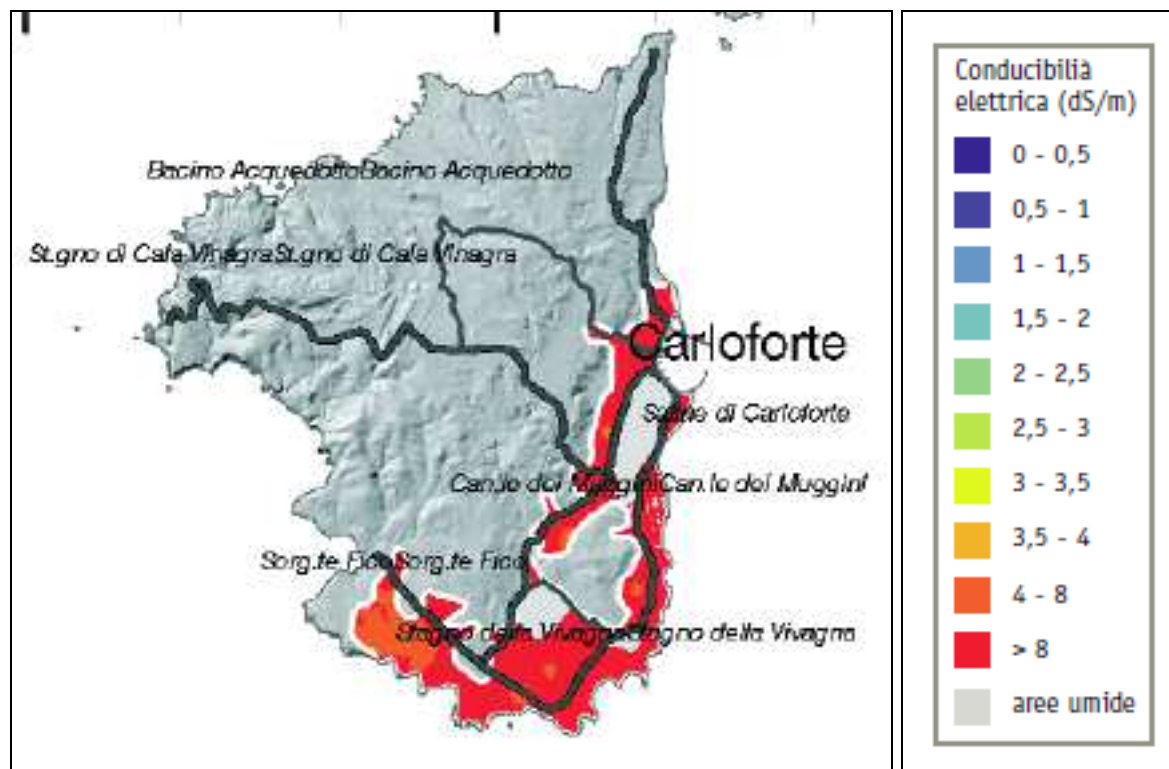 Bacino AcquedottoBacino Acquedotto
St.gno di Cala VinagraSt.gno di Cala Vinagra
Carloforte
Saline di Carloforte
Can.le dei MugginiCan.le dei Muggini
Sorg.te FicoSorg.te Fico
Stagno della VivagnaStagno della Vivagna
Conducibilià
elettrica (dS/m)
0 - 0,5
0,5 - 1
1 - 1,5
1,5 - 2
2 - 2,5
2,5 - 3
3 - 3,5
3,5 - 4
4 - 8
> 8
aree umide